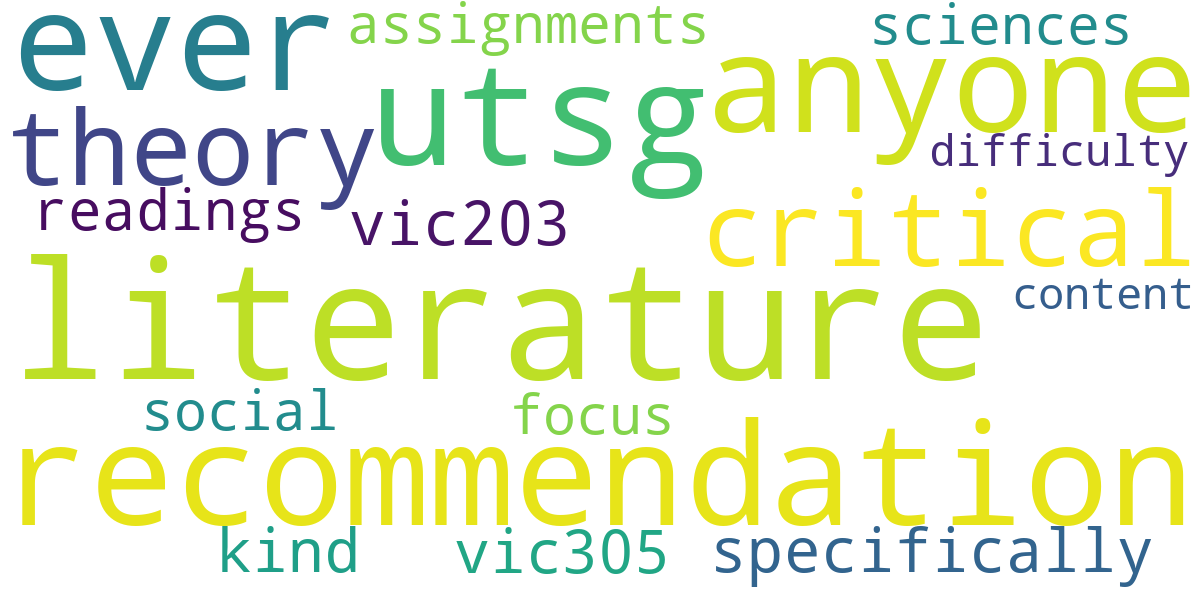 ever
assignments
sciences
utsg
anyone
theory
difficulty
readings
vic203
critical
literature
content
social
focus
recommendation
kind
vic305
specifically